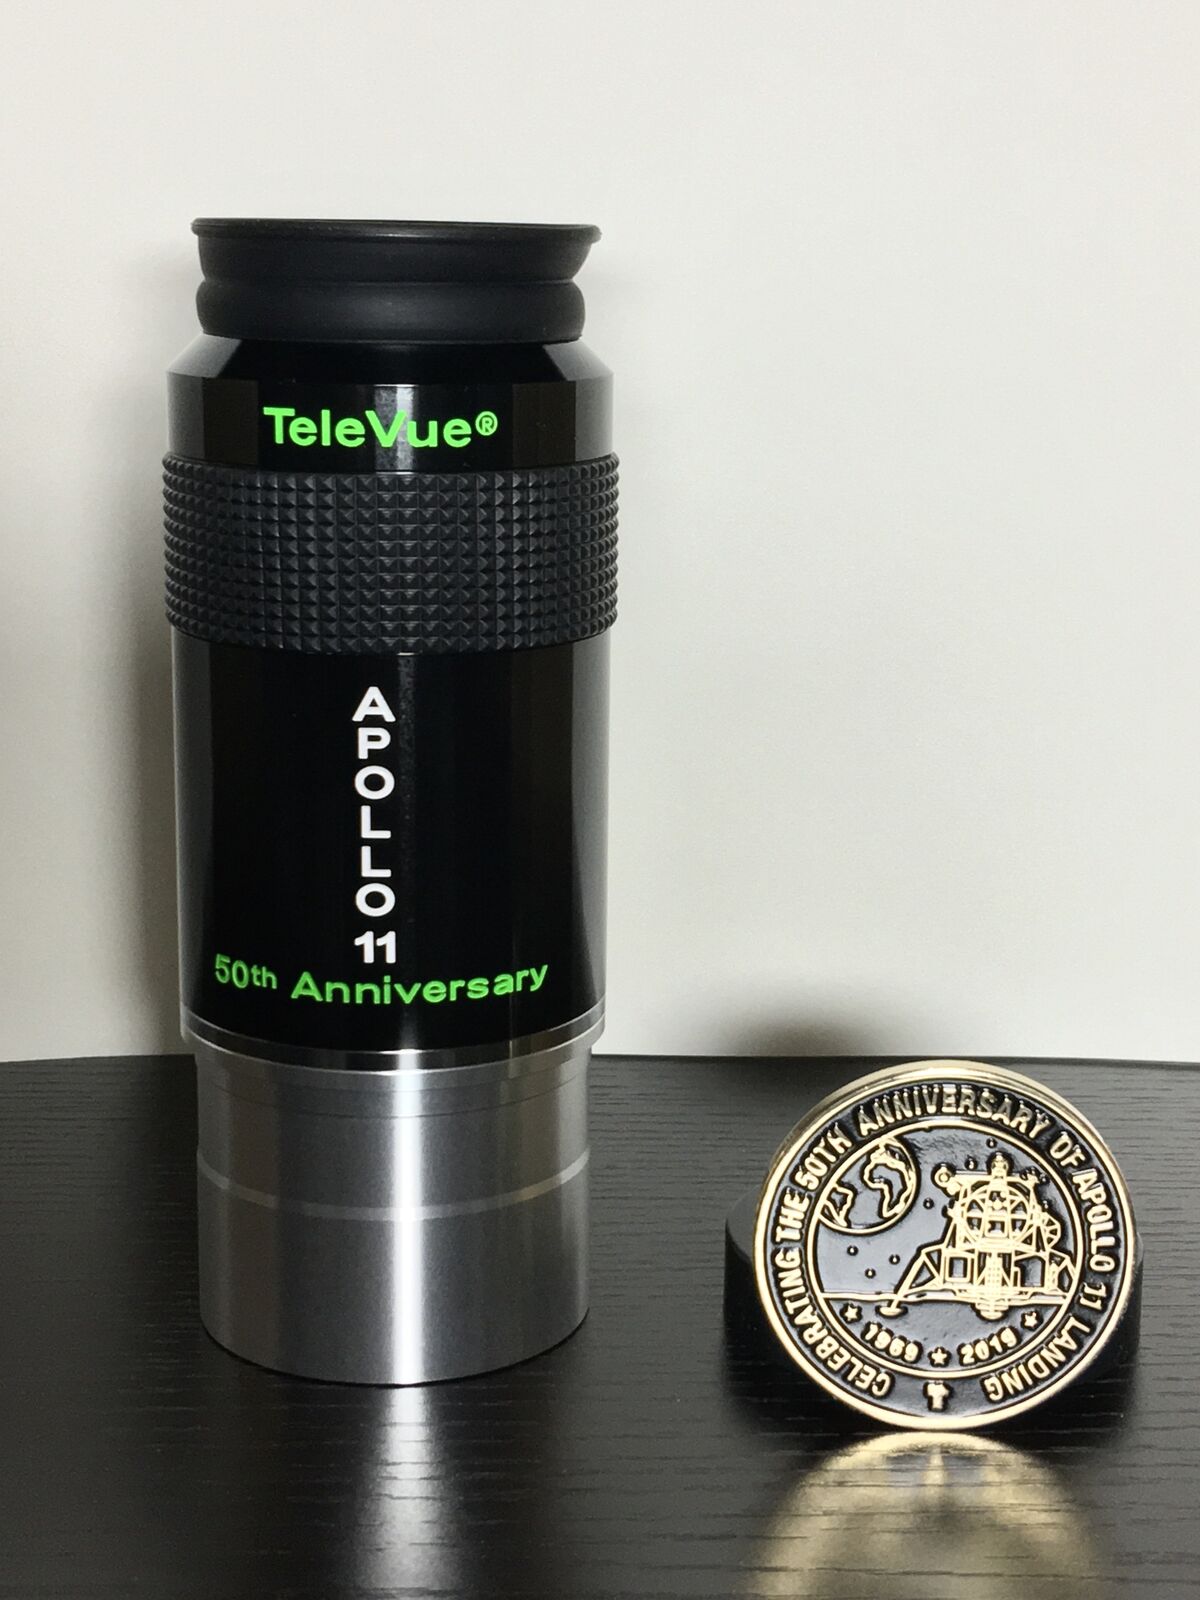 TeleVue®
APOLLO
11
50th Anniversary
CELEBRATING THE 50TH ANNIVERSARY OF APOLLO 11 LANDING
1969 ★ 2019